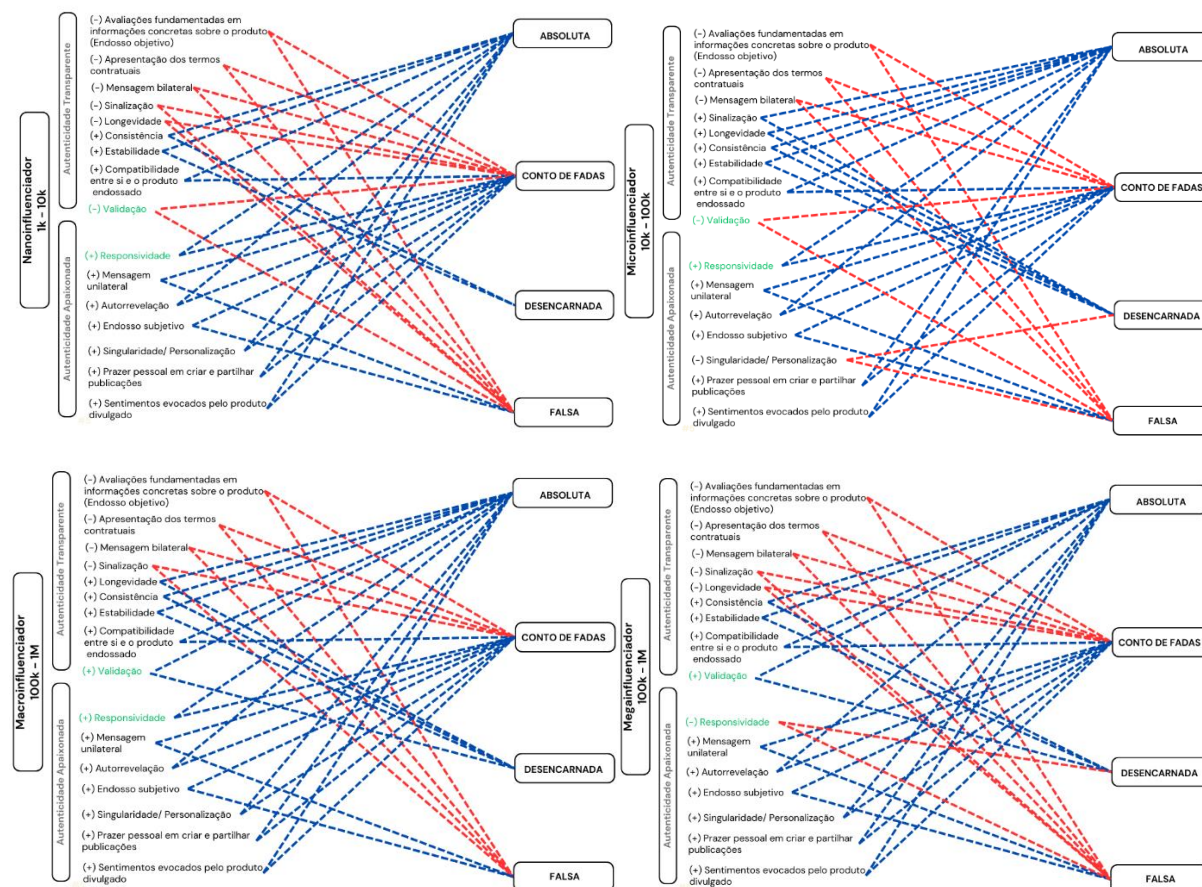 Nanoinfluenciador
1k - 10k
Autenticidade Transparente
(-) Avaliações fundamentadas em
informações concretas sobre o produto
(Endosso objetivo)
(-) Apresentação dos termos
contratuais
(-) Mensagem bilateral
(-) Sinalização
(-) Longevidade
(+) Consistência
(+) Estabilidade
(+) Compatibilidade
entre si e o produto
endossado
(-) Validação
Autenticidade Apaixonada
(+) Responsividade
(+) Mensagem
unilateral
(+) Autorrevelação
(+) Endosso subjetivo
(+) Singularidade/ Personalização
(+) Prazer pessoal em criar e partilhar
publicações
(+) Sentimentos evocados pelo produto
divulgado
ABSOLUTA
CONTO DE FADAS
DESENCARNADA
FALSA
Microinfluenciador
10k - 100k
Autenticidade Transparente
(-) Avaliações fundamentadas em
informações concretas sobre o produto
(Endosso objetivo)
(-) Apresentação dos termos
contratuais
(-) Mensagem bilateral
(+) Sinalização
(+) Longevidade
(+) Consistência
(+) Estabilidade
(+) Compatibilidade
entre si e o produto
endossado
(-) Validação
Autenticidade Apaixonada
(+) Responsividade
(+) Mensagem
unilateral
(+) Autorrevelação
(+) Endosso subjetivo
(-) Singularidade/ Personalização
(+) Prazer pessoal em criar e partilhar
publicações
(+) Sentimentos evocados pelo produto
divulgado
ABSOLUTA
CONTO DE FADAS
DESENCARNADA
FALSA
Macroinfluenciador
100k - 1M
Autenticidade Transparente
(-) Avaliações fundamentadas em
informações concretas sobre o produto
(Endosso objetivo)
(-) Apresentação dos termos
contratuais
(-) Mensagem bilateral
(-) Sinalização
(+) Longevidade
(+) Consistência
(+) Estabilidade
(+) Compatibilidade
entre si e o produto
endossado
(+) Validação
Autenticidade Apaixonada
(+) Responsividade
(+) Mensagem
unilateral
(+) Autorrevelação
(+) Endosso subjetivo
(+) Singularidade/ Personalização
(+) Prazer pessoal em criar e partilhar
publicações
(+) Sentimentos evocados pelo produto
divulgado
ABSOLUTA
CONTO DE FADAS
DESENCARNADA
FALSA
Megainfluenciador
100k - 1M
Autenticidade Transparente
(-) Avaliações fundamentadas em
informações concretas sobre o produto
(Endosso objetivo)
(-) Apresentação dos termos
contratuais
(-) Mensagem bilateral
(-) Sinalização
(-) Longevidade
(+) Consistência
(+) Estabilidade
(+) Compatibilidade
entre si e o produto
endossado
(+) Validação
Autenticidade Apaixonada
(-) Responsividade
(+) Mensagem
unilateral
(+) Autorrevelação
(+) Endosso subjetivo
(+) Singularidade/ Personalização
(+) Prazer pessoal em criar e partilhar
publicações
(+) Sentimentos evocados pelo produto
divulgado
ABSOLUTA
CONTO DE FADAS
DESENCARNADA
FALSA